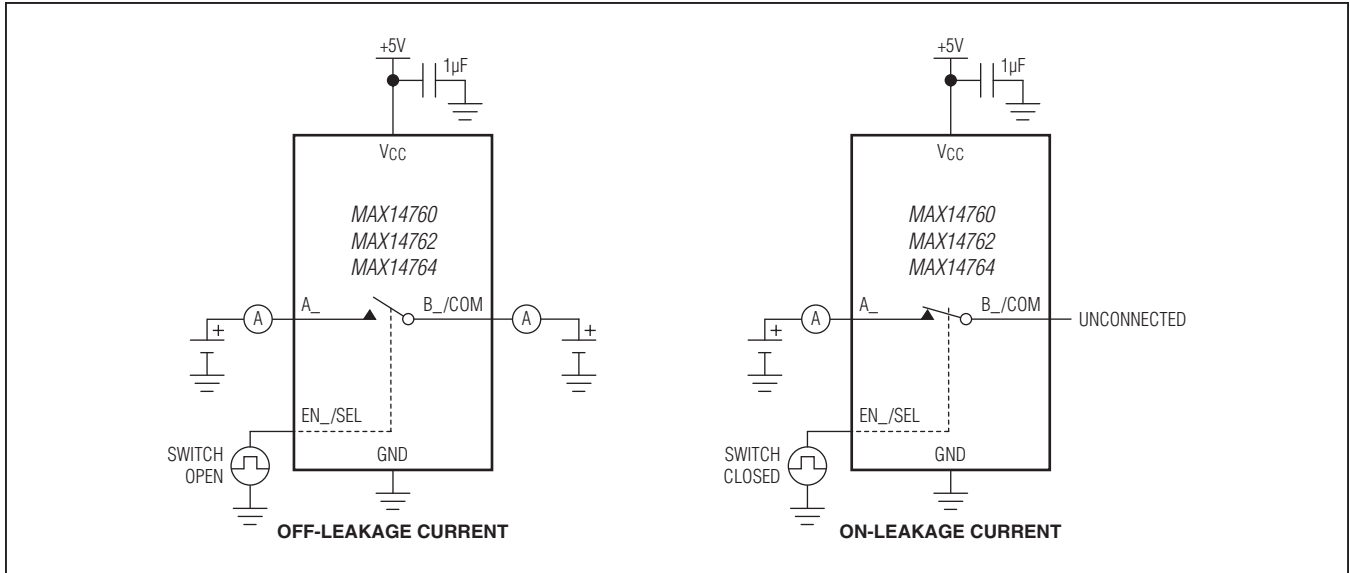 +5V
1µF
VCC
MAX14760
MAX14762
MAX14764
A_
B_/COM
A
A
+
+
EN_/SEL
SWITCH
OPEN
GND
OFF-LEAKAGE CURRENT
+5V
1µF
VCC
MAX14760
MAX14762
MAX14764
A_
B_/COM
A
UNCONNECTED
+
EN_/SEL
SWITCH
CLOSED
GND
ON-LEAKAGE CURRENT